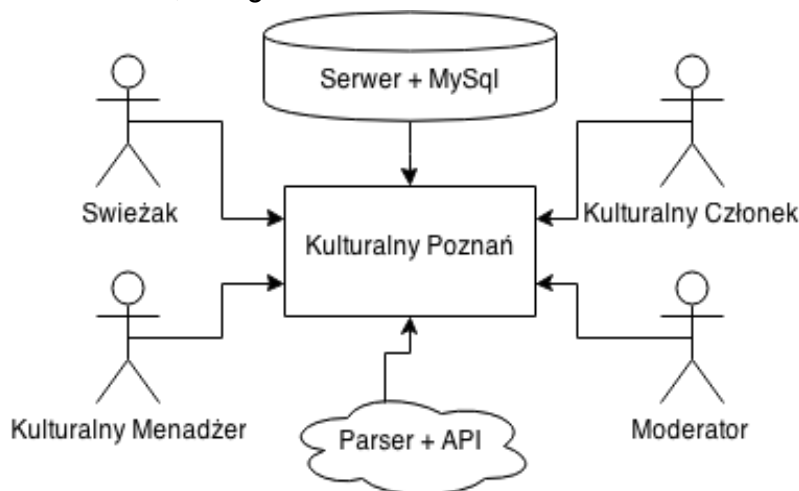 Serwer + MySql
Swieżak
Kulturalny Członek
Kulturalny Poznań
Kulturalny Menadżer
Parser + API
Moderator